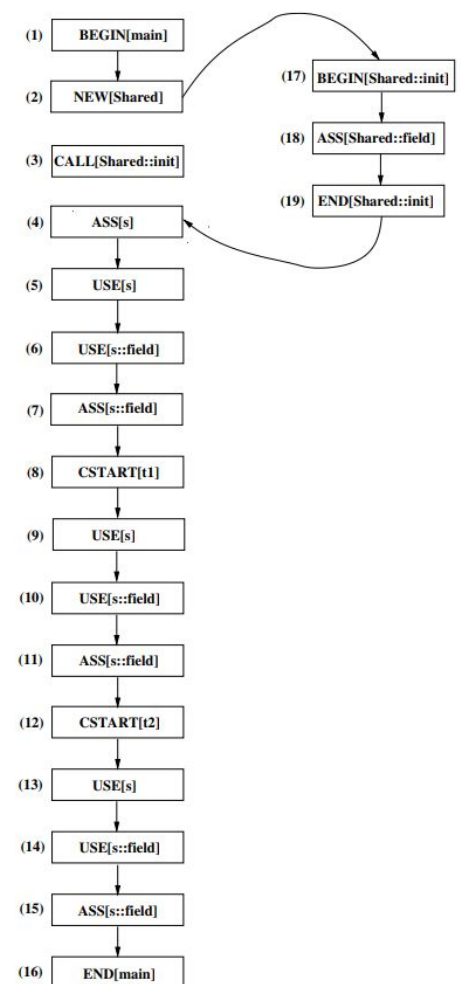 (1) BEGIN[main]
(2) NEW[Shared]
(3) CALL[Shared::init]
(4) ASS[s]
(5) USE[s]
(6) USE[s::field]
(7) ASS[s::field]
(8) CSTART[t1]
(9) USE[s]
(10) USE[s::field]
(11) ASS[s::field]
(12) CSTART[t2]
(13) USE[s]
(14) USE[s::field]
(15) ASS[s::field]
(16) END[main]
(17) BEGIN[Shared::init]
(18) ASS[Shared::field]
(19) END[Shared::init]